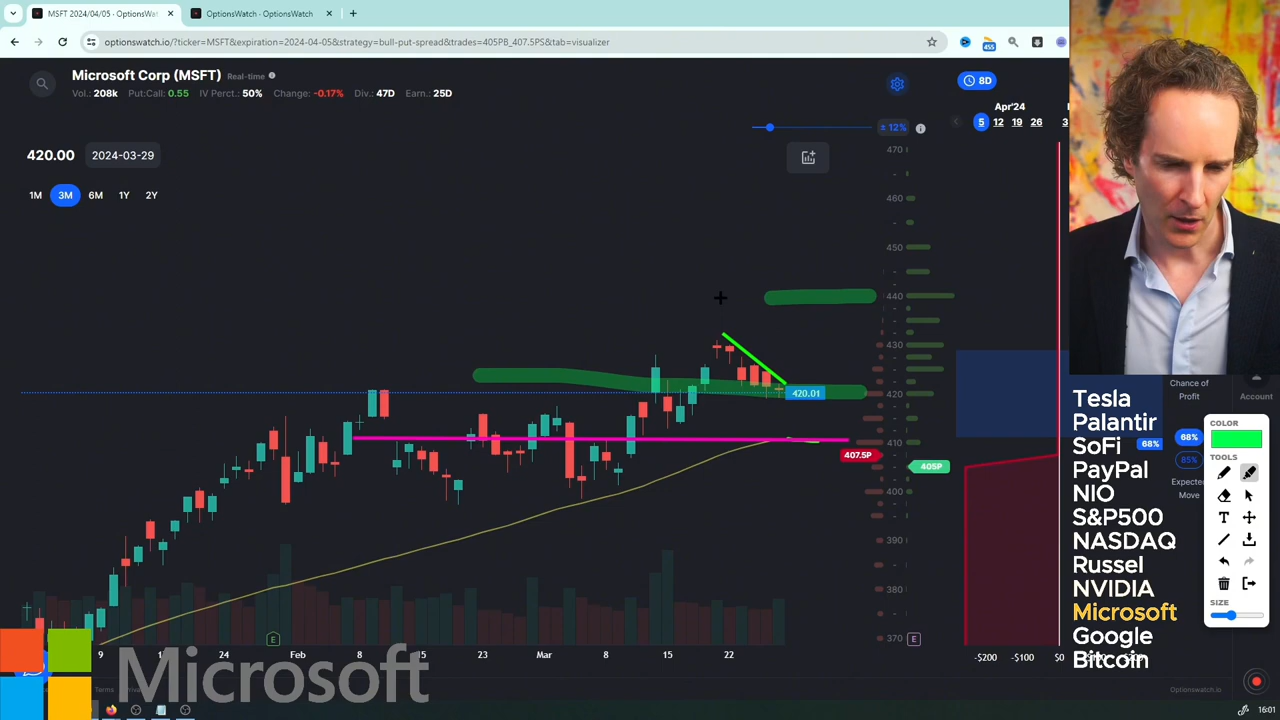 MSFT 2024/04/05 - OptionsWat
OptionsWatch - OptionsWatch
optionswatch.io/?ticker=MSFT&expiration=2024-04-05&strategy=bull-put-spread&trades=405PB_407.5PS&tab=visualizer
455
Microsoft Corp (MSFT) Real-time
Vol.: 208k Put:Call: 0.55 IV Perct.: 50% Change: -0.17% Div.: 47D Earn.: 25D
8D
Apr'24
5 12 19 26 3
± 12%
420.00 2024-03-29
1M 3M 6M 1Y 2Y
470
460
450
440
430
420
420.01
410
407.5P
405P
400
390
380
370
E
E
9
24 Feb 8 15 23 Mar 8 15 22
-$200 -$100 $0
Chance of
Profit
68%
68%
85%
Expected
Move
Account
Tesla
Palantir
SoFi
PayPal
NIO
S&P500
NASDAQ
Russel
NVIDIA
Microsoft
Google
Bitcoin
COLOR
TOOLS
T
SIZE
Microsoft
Terms
Optionswatch.io
16:01